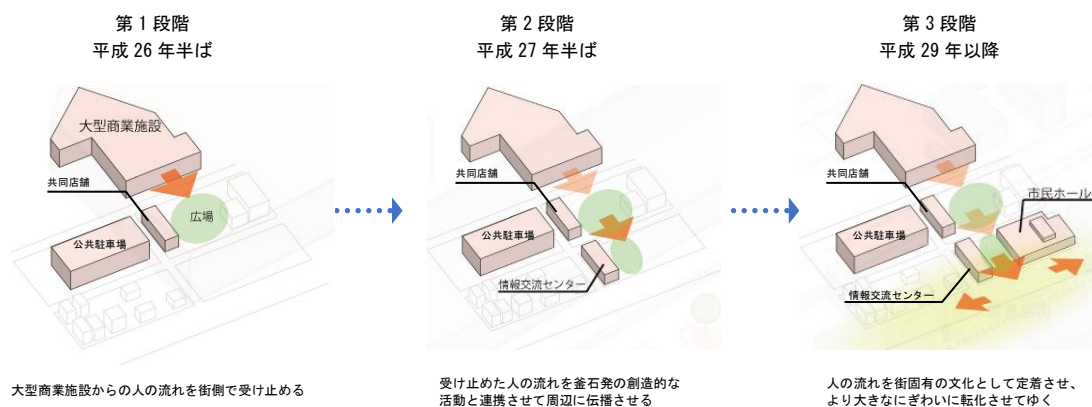 第1段階
平成26年半ば
大型商業施設
共同店舗
広場
公共駐車場
大型商業施設からの人の流れを街側で受け止める
第2段階
平成27年半ば
共同店舗
公共駐車場
情報交流センター
受け止めた人の流れを釜石発の創造的な
活動と連携させて周辺に伝播させる
第3段階
平成29年以降
共同店舗
市民ホール
公共駐車場
情報交流センター
人の流れを街固有の文化として定着させ、
より大きなにぎわいに転化させてゆく